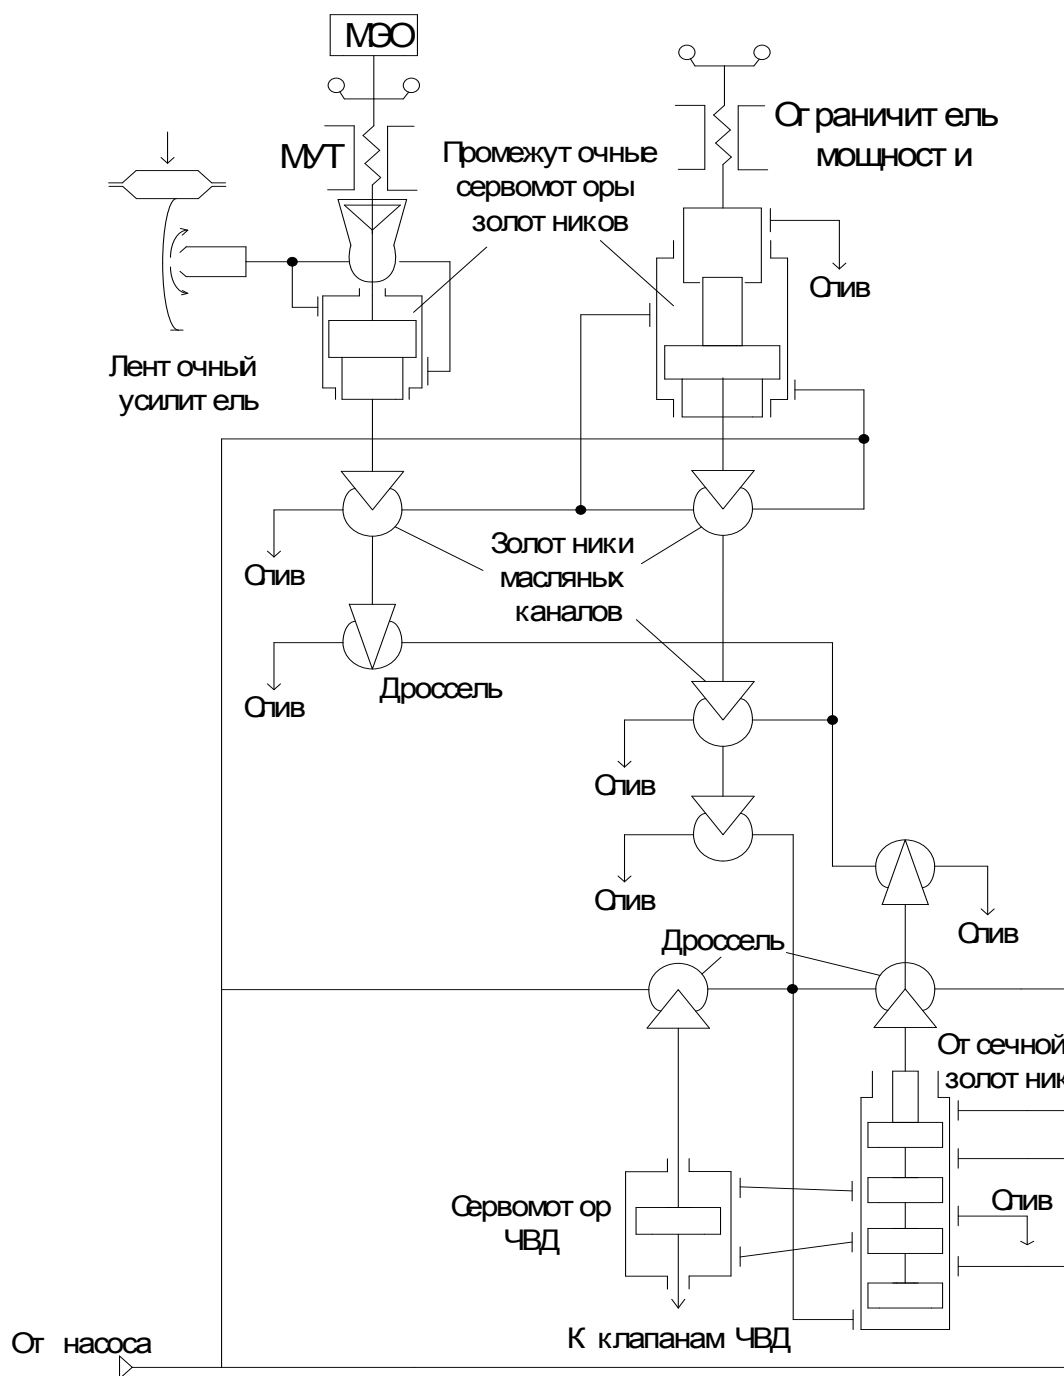 МЭО
Ограничитель
мощности
МУТ
Промежуточные
сервомоторы
золотников
Слив
Ленточный
усилитель
Золотники
масляных
каналов
Слив
Дроссель
Слив
Слив
Слив
Слив
Дроссель
Отсечной
золотник
Слив
Сервомотор
ЧВД
К клапанам ЧВД
От насоса